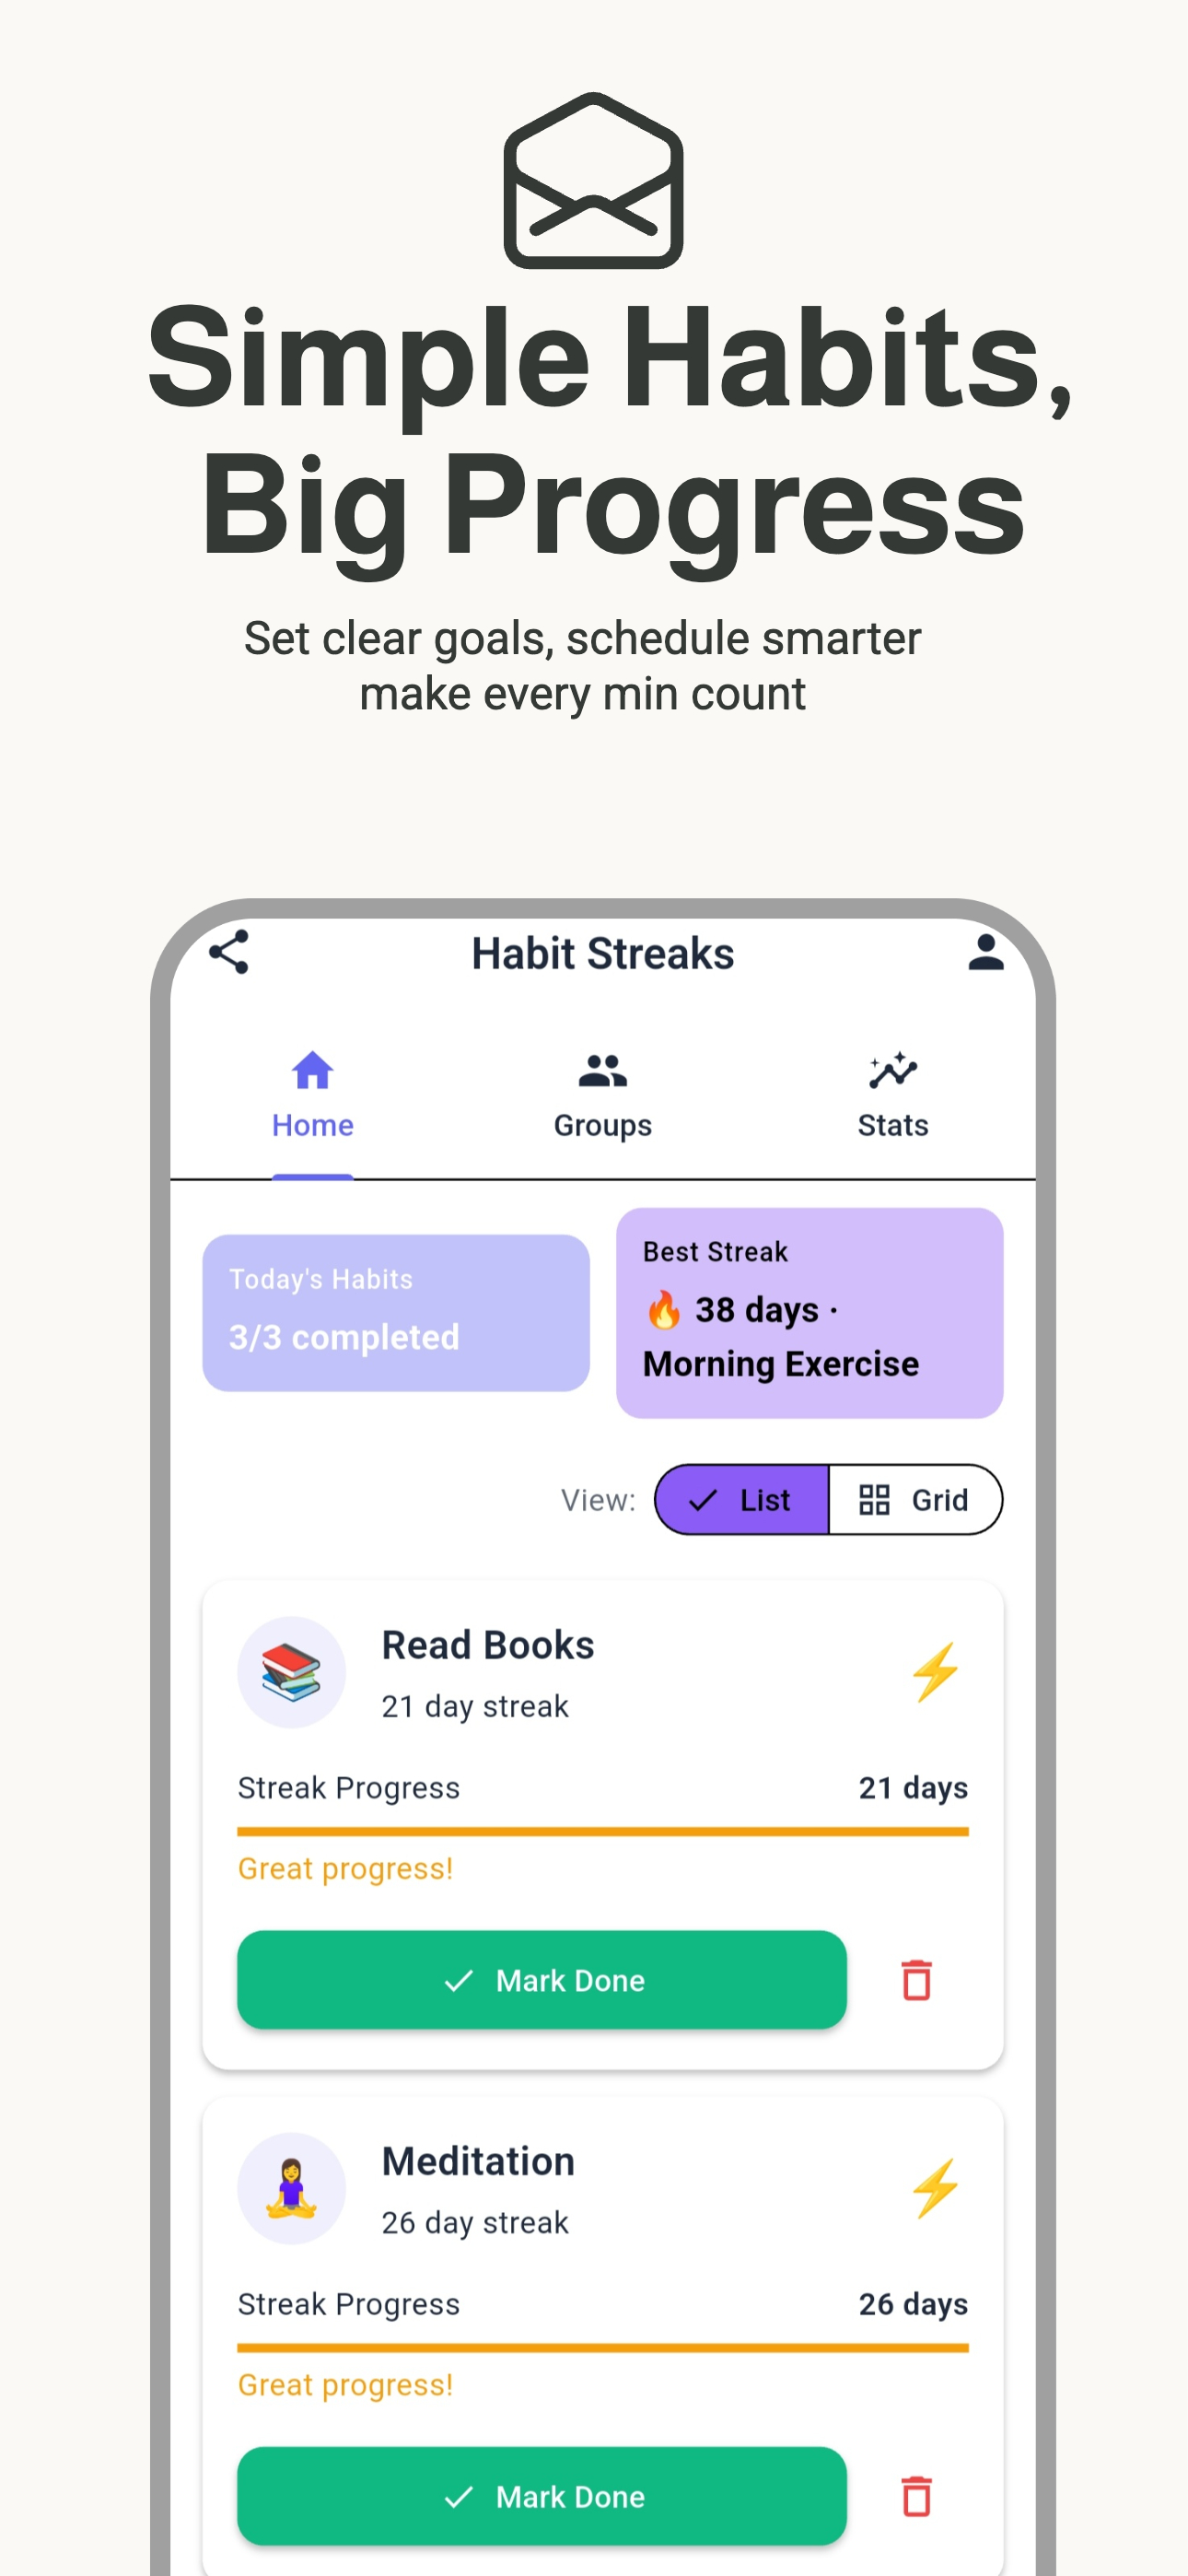 Simple Habits,
Big Progress
Set clear goals, schedule smarter
make every min count
Habit Streaks
Home
Groups
Stats
Today's Habits
3/3 completed
Best Streak
🔥 38 days ·
Morning Exercise
View:
List
Grid
Read Books
21 day streak
Streak Progress
21 days
Great progress!
Mark Done
Meditation
26 day streak
Streak Progress
26 days
Great progress!
Mark Done